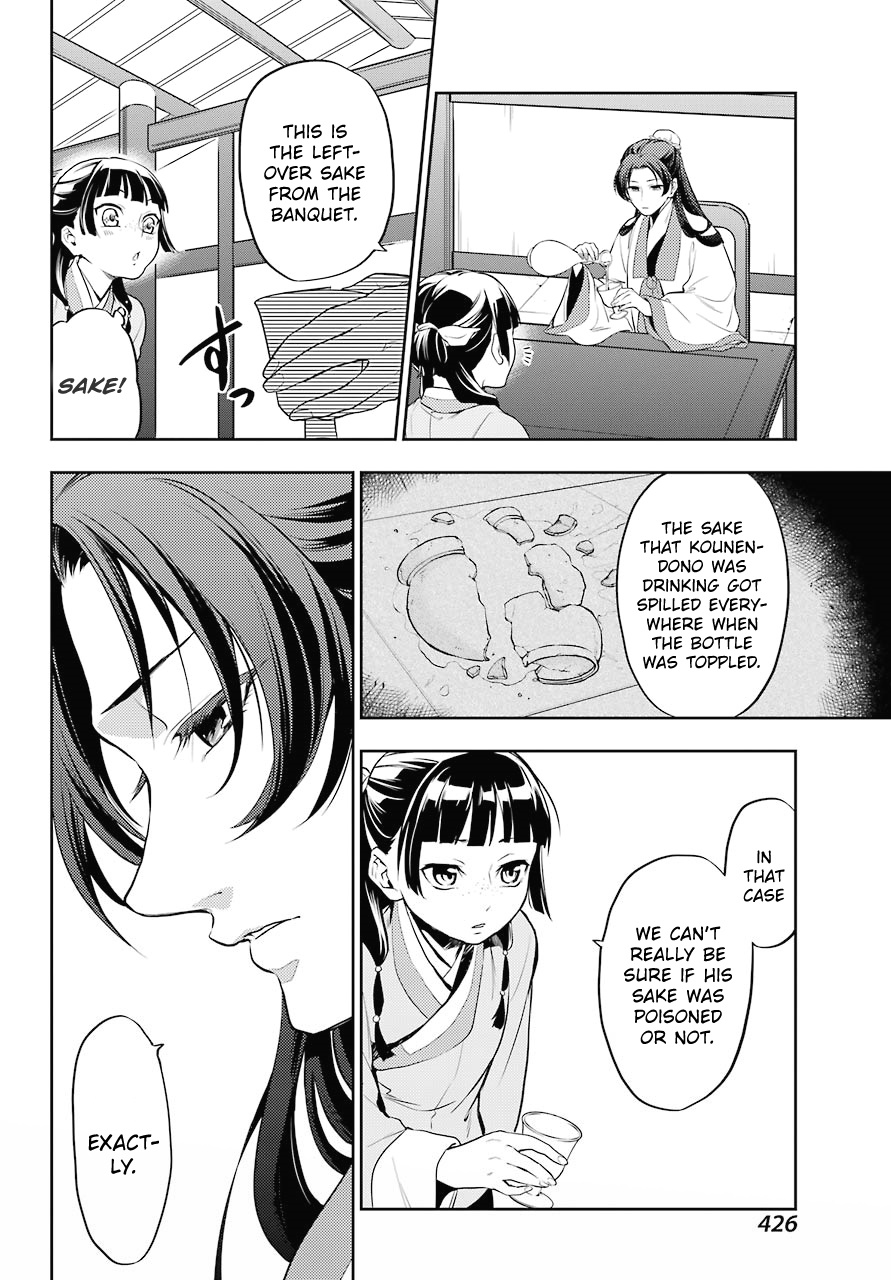 THIS IS
THE LEFT-
OVER SAKE
FROM THE
BANQUET.
すっ
SAKE!
THE SAKE
THAT KOUNEN-
DONO WAS
DRINKING GOT
SPILLED EVERY-
WHERE WHEN
THE BOTTLE
WAS TOPPLED.
IN
THAT
CASE
WE CAN'T
REALLY BE
SURE IF HIS
SAKE WAS
POISONED
OR NOT.
EXACT-
LY.
426